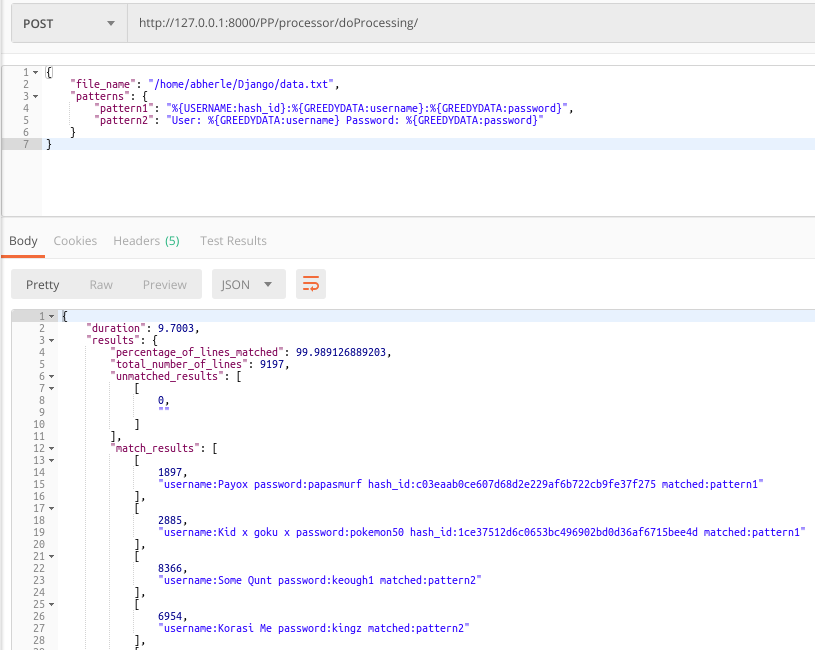 POST http://127.0.0.1:8000/PP/processor/doProcessing/
1 {
2 "file_name": "/home/abherle/Django/data.txt",
3 "patterns": {
4 "pattern1": "%{USERNAME:hash_id}:%{GREEDYDATA:username}:%{GREEDYDATA:password}",
5 "pattern2": "User: %{GREEDYDATA:username} Password: %{GREEDYDATA:password}"
6 }
7 }
Body Cookies Headers (5) Test Results
Pretty Raw Preview JSON
1 {
2 "duration": 9.7003,
3 "results": {
4 "percentage_of_lines_matched": 99.989126889203,
5 "total_number_of_lines": 9197,
6 "unmatched_results": [
7 [
8 0,
9 ""
10 ]
11 ],
12 "match_results": [
13 [
14 1897,
15 "username:Payox password:papasmurf hash_id:c03eaab0ce607d68d2e229af6b722cb9fe37f275 matched:pattern1"
16 ],
17 [
18 2885,
19 "username:Kid x goku x password:pokemon50 hash_id:1ce37512d6c0653bc496902bd0d36af6715bee4d matched:pattern1"
20 ],
21 [
22 8366,
23 "username:Some Qunt password:keough1 matched:pattern2"
24 ],
25 [
26 6954,
27 "username:Korasi Me password:kingz matched:pattern2"
28 ],